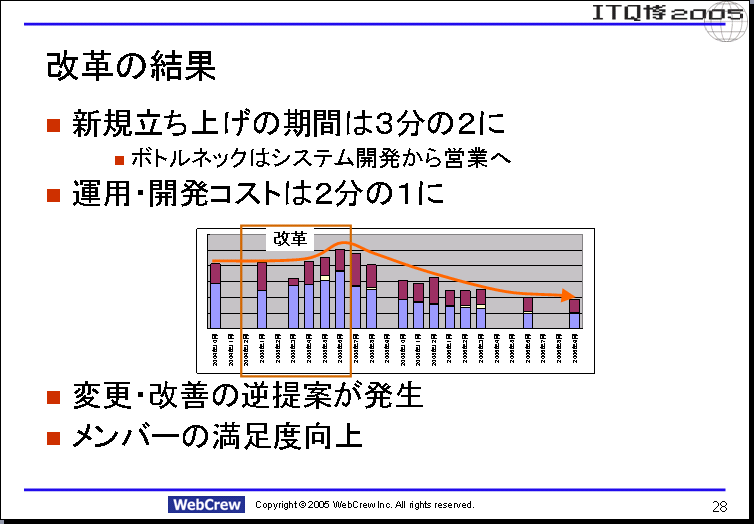 ITQ博2005
改革の結果
新規立ち上げの期間は３分の２に
ボトルネックはシステム開発から営業へ
運用・開発コストは２分の１に
改革
変更・改善の逆提案が発生
メンバーの満足度向上
WebCrew Copyright © 2005 WebCrew Inc. All rights reserved.
28